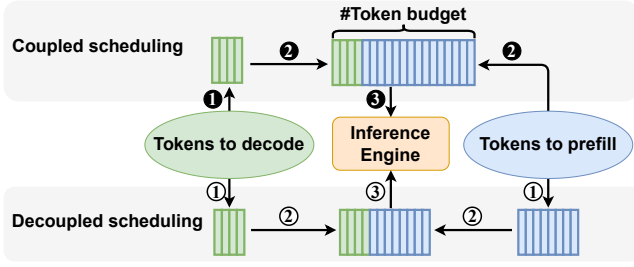 #Token budget
Coupled scheduling
❷
❷
❶
❸
Tokens to decode
Inference
Engine
Tokens to prefill
①
③
①
Decoupled scheduling
②
②